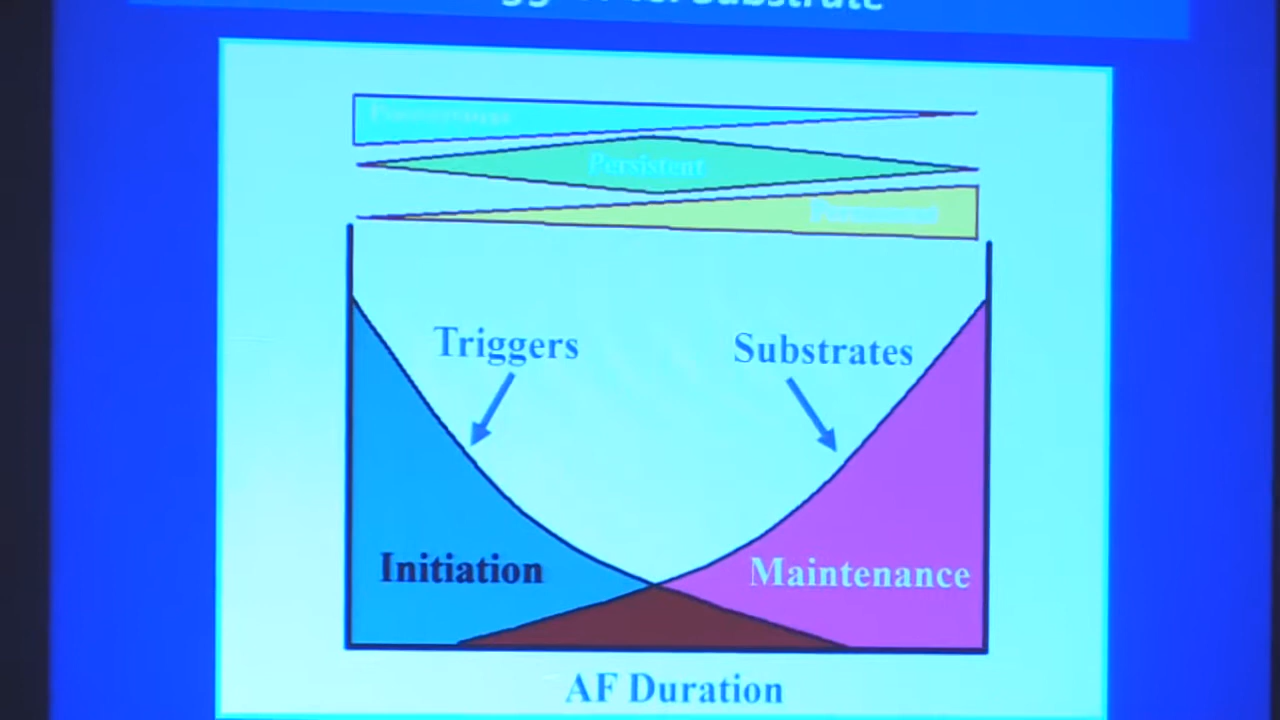 Substrate
Persistent
Triggers
Substrates
Initiation
Maintenance
AF Duration